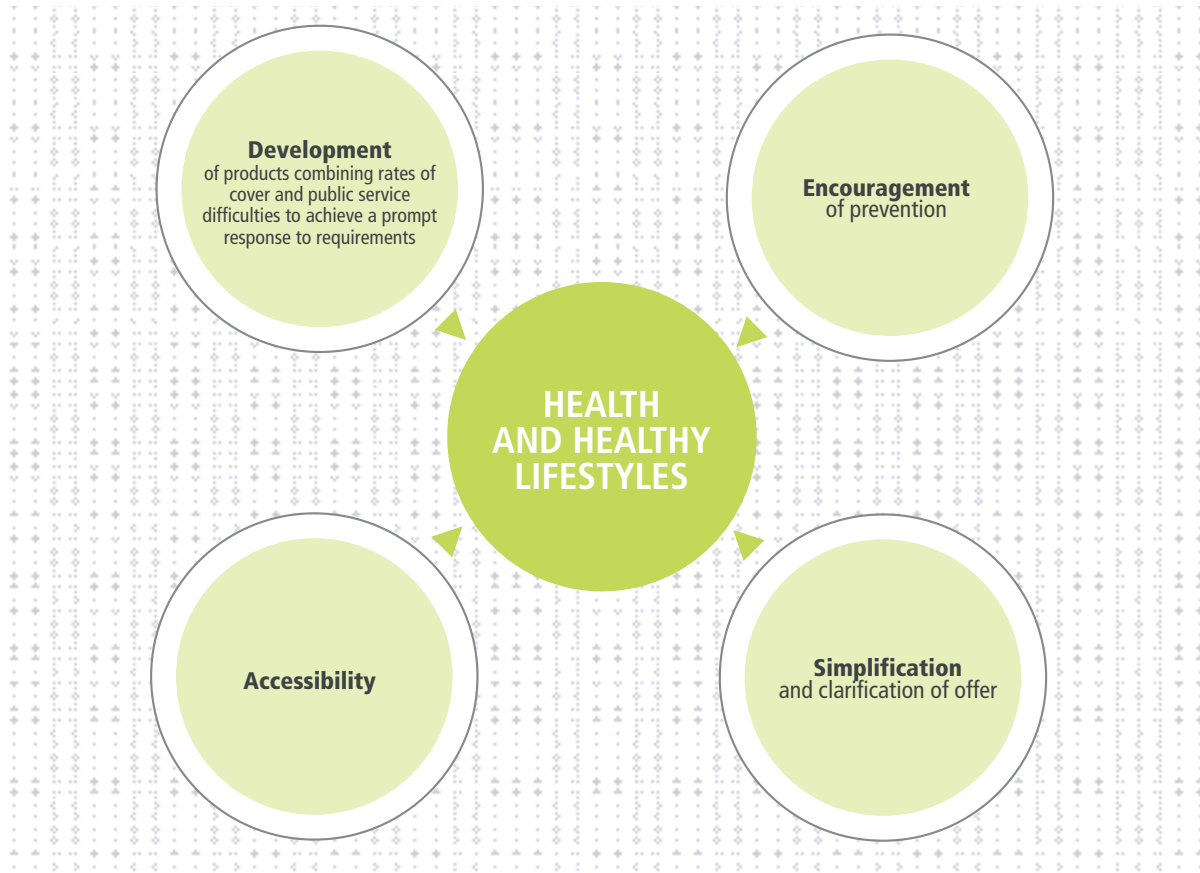 Development
of products combining rates of
cover and public service
difficulties to achieve a prompt
response to requirements
Encouragement
of prevention
HEALTH
AND HEALTHY
LIFESTYLES
Accessibility
Simplification
and clarification of offer